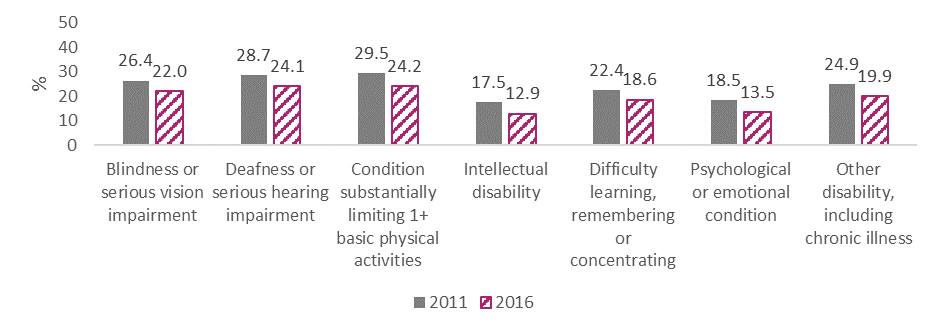 50
40
30
20
10
0
%
26.4 22.0 28.7 24.1 29.5 24.2 17.5 12.9 22.4 18.6 18.5 13.5 24.9 19.9
Blindness or
serious vision
impairment
Deafness or
serious hearing
impairment
Condition
substantially
limiting 1+
basic physical
activities
Intellectual
disability
Difficulty
learning,
remembering
or
concentrating
Psychological
or emotional
condition
Other
disability,
including
chronic illness
2011 2016